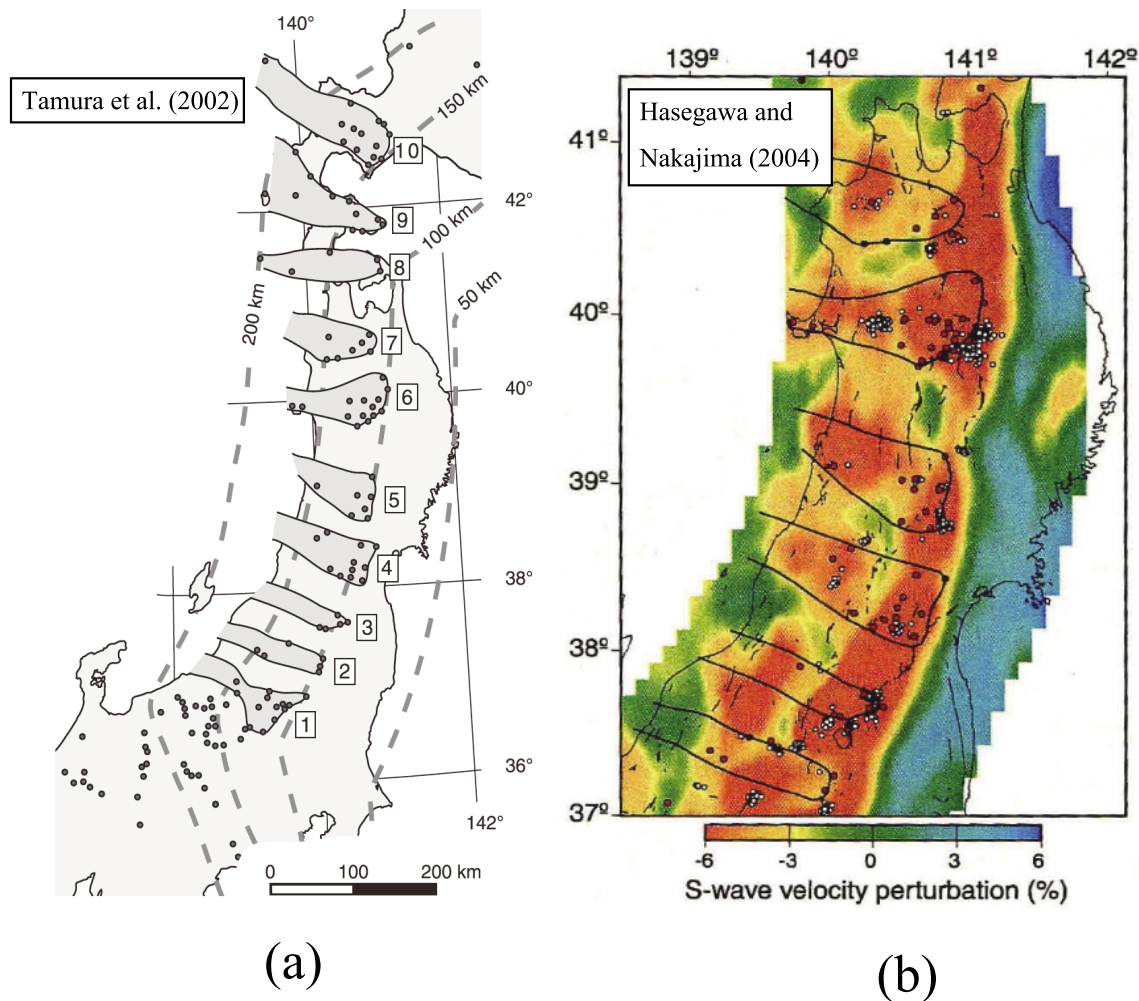 Tamura et al. (2002)
140°
150 km
10
42°
9
100 km
8
200 km
50 km
7
40°
6
5
4
38°
3
2
1
36°
142°
0 100 km 200 km
(a)
139º 140º 141º 142º
Hasegawa and
Nakajima (2004)
41º
40º
39º
38º
37º
-6 -3 0 3 6
S-wave velocity perturbation (%)
(b)